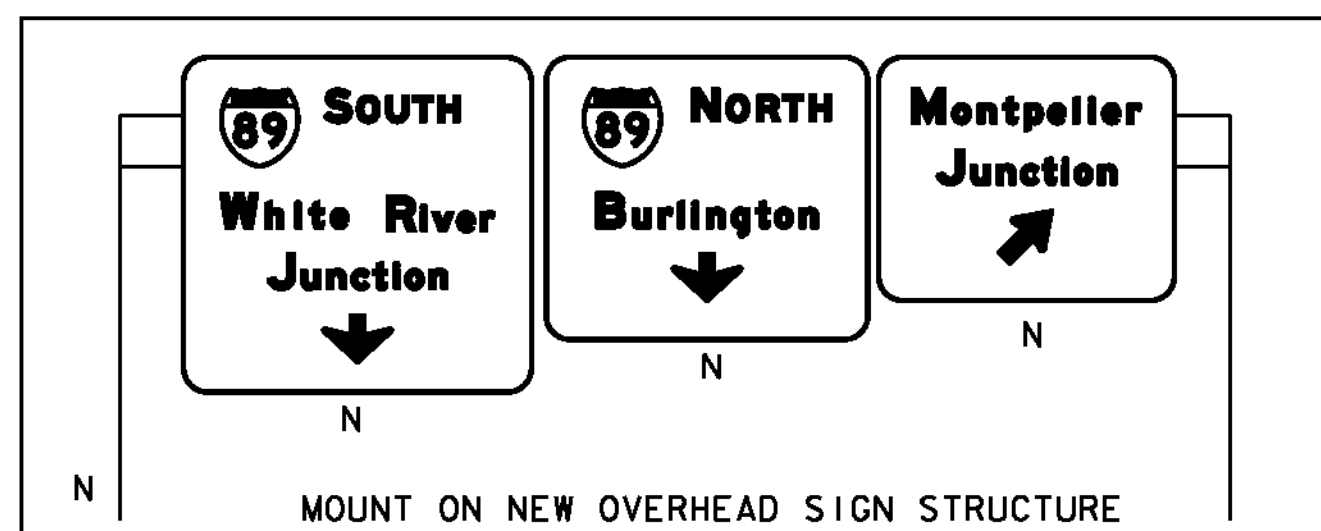 89 SOUTH
White River
Junction
N
89 NORTH
Burlington
N
Montpelier
Junction
N
N
MOUNT ON NEW OVERHEAD SIGN STRUCTURE